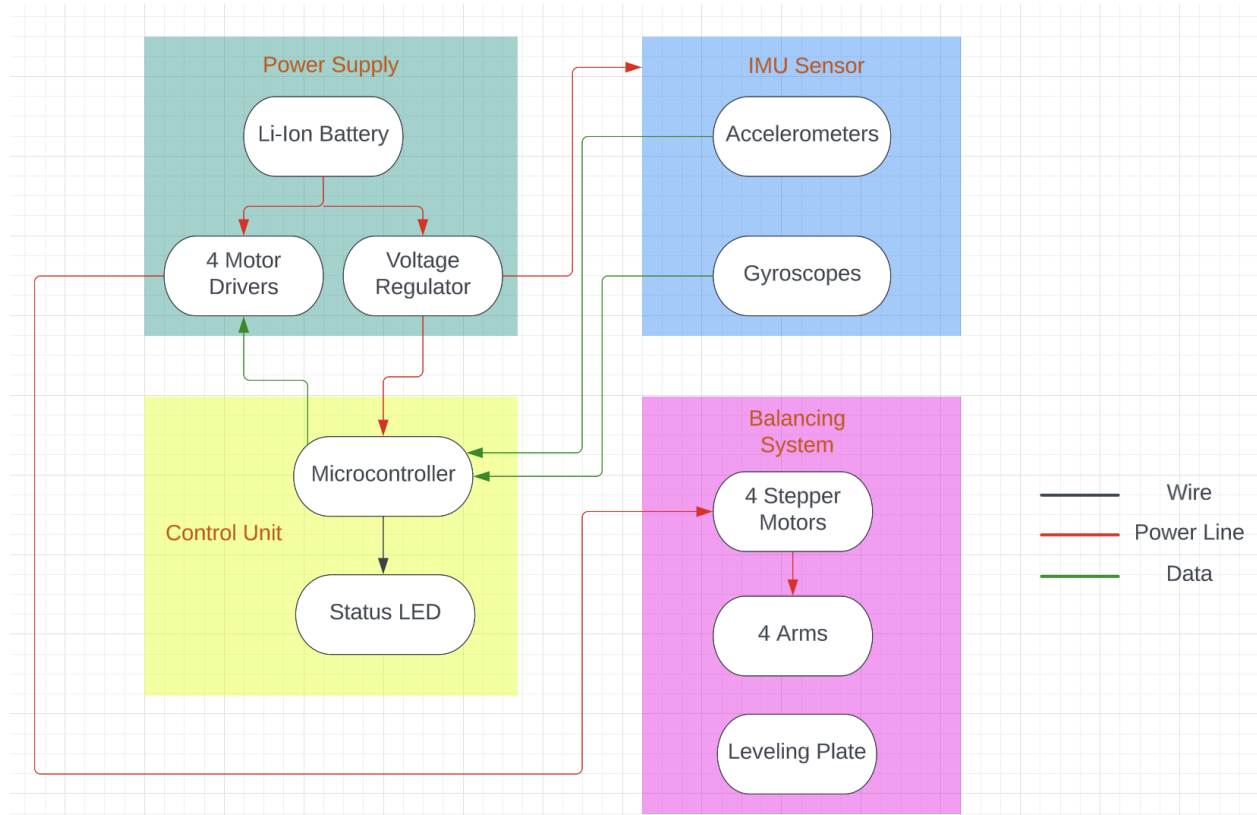 Power Supply
Li-Ion Battery
4 Motor
Drivers
Voltage
Regulator
IMU Sensor
Accelerometers
Gyroscopes
Control Unit
Microcontroller
Status LED
Balancing
System
4 Stepper
Motors
4 Arms
Leveling Plate
Wire
Power Line
Data